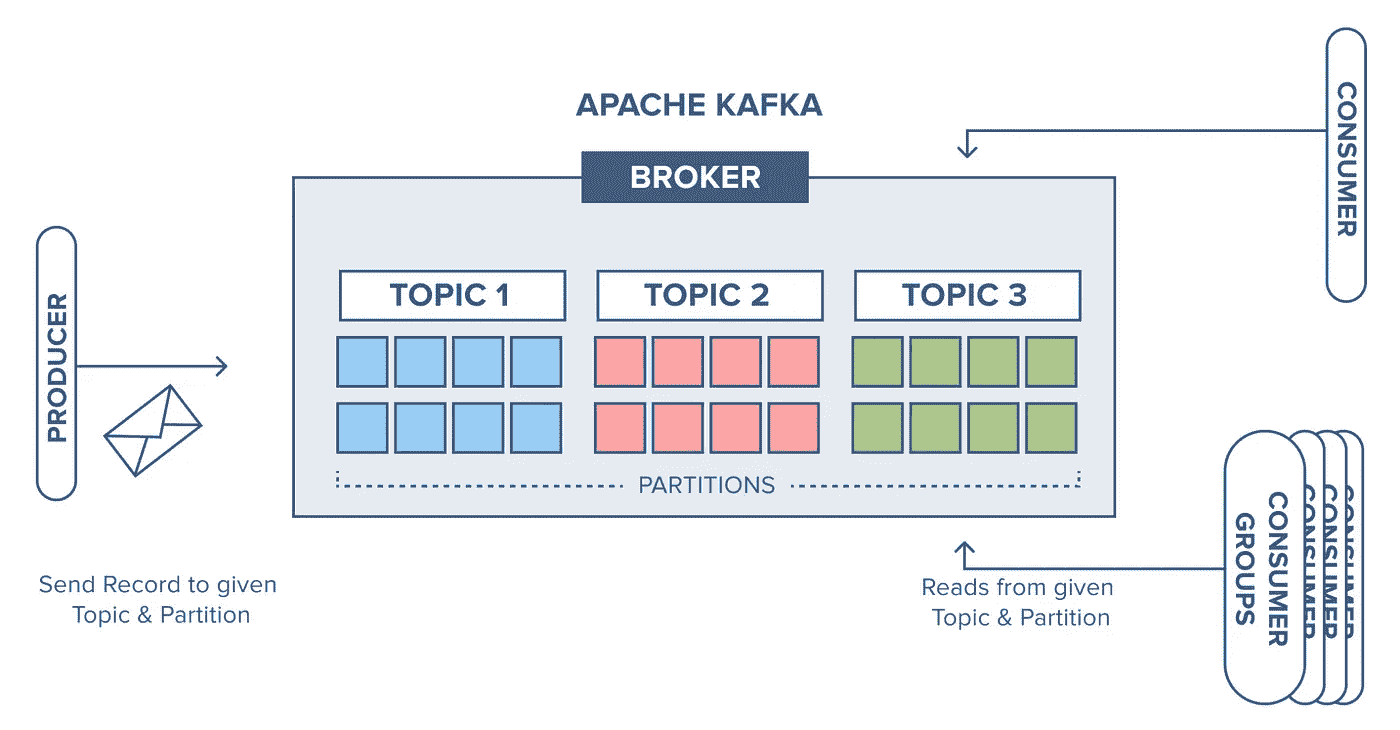 APACHE KAFKA
BROKER
CONSUMER
PRODUCER
TOPIC 1
TOPIC 2
TOPIC 3
PARTITIONS
Send Record to given
Topic & Partition
Reads from given
Topic & Partition
CONSUMER
GROUPS
CONSUMER
CONSUMER
CONSUMER